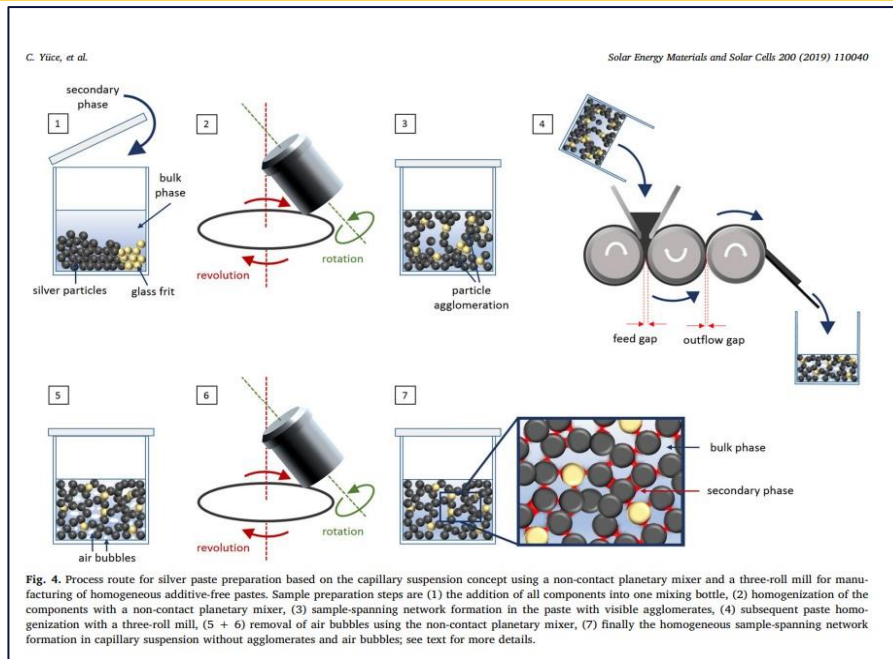 C. Yüce, et al.
Solar Energy Materials and Solar Cells 200 (2019) 110040
1
secondary
phase
bulk
phase
silver particles
glass frit
2
revolution
rotation
3
particle
agglomeration
4
feed gap
outflow gap
5
air bubbles
6
revolution
rotation
7
bulk phase
secondary phase
Fig. 4. Process route for silver paste preparation based on the capillary suspension concept using a non-contact planetary mixer and a three-roll mill for manu-
facturing of homogeneous additive-free pastes. Sample preparation steps are (1) the addition of all components into one mixing bottle, (2) homogenization of the
components with a non-contact planetary mixer, (3) sample-spanning network formation in the paste with visible agglomerates, (4) subsequent paste homo-
genization with a three-roll mill, (5 + 6) removal of air bubbles using the non-contact planetary mixer, (7) finally the homogeneous sample-spanning network
formation in capillary suspension without agglomerates and air bubbles; see text for more details.